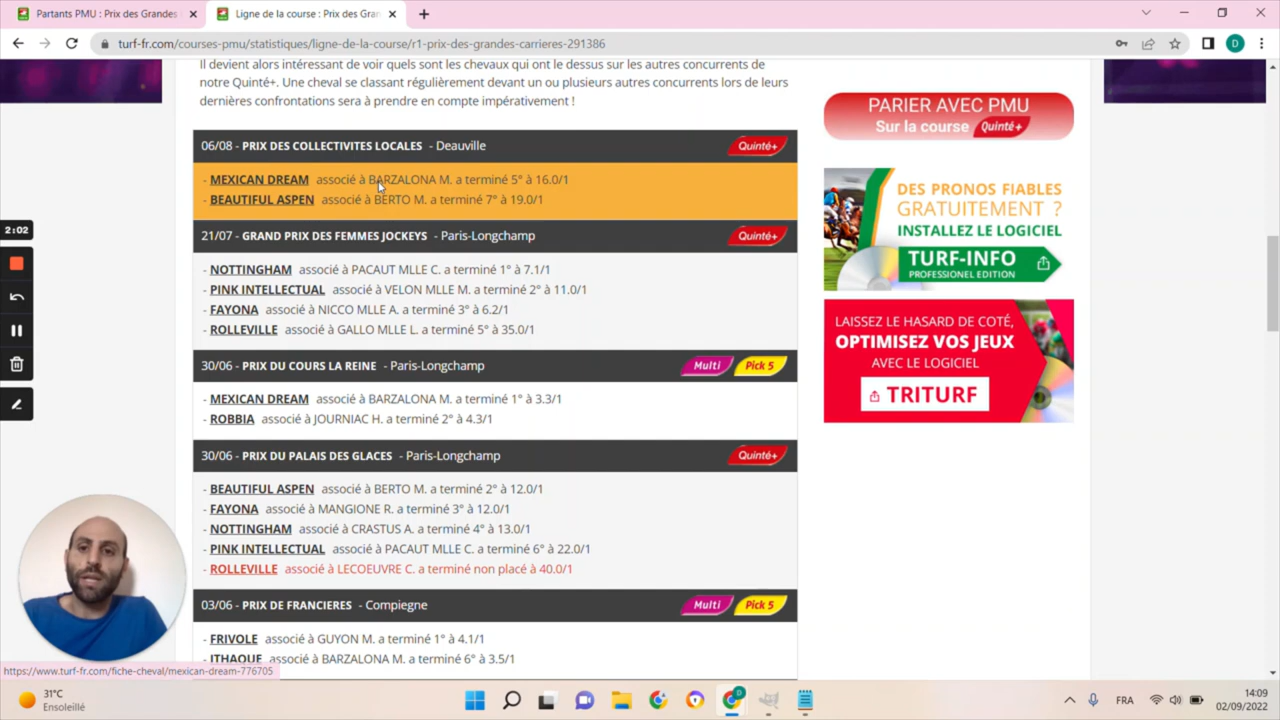 Partants PMU : Prix des Grandes
Ligne de la course : Prix des Gran
turf-fr.com/courses-pmu/statistiques/ligne-de-la-course/r1-prix-des-grandes-carrieres-291386
D
Il devient alors intéressant de voir quels sont les chevaux qui ont le dessus sur les autres concurrents de
notre Quinté+. Une cheval se classant régulièrement devant un ou plusieurs autres concurrents lors de leurs
dernières confrontations sera à prendre en compte impérativement !
06/08 - PRIX DES COLLECTIVITES LOCALES - Deauville Quinté+
- MEXICAN DREAM associé à BARZALONA M. a terminé 5° à 16.0/1
- BEAUTIFUL ASPEN associé à BERTO M. a terminé 7° à 19.0/1
21/07 - GRAND PRIX DES FEMMES JOCKEYS - Paris-Longchamp Quinté+
- NOTTINGHAM associé à PACAUT MLLE C. a terminé 1° à 7.1/1
- PINK INTELLECTUAL associé à VELON MLLE M. a terminé 2° à 11.0/1
- FAYONA associé à NICCO MLLE A. a terminé 3° à 6.2/1
- ROLLEVILLE associé à GALLO MLLE L. a terminé 5° à 35.0/1
30/06 - PRIX DU COURS LA REINE - Paris-Longchamp Multi Pick 5
- MEXICAN DREAM associé à BARZALONA M. a terminé 1° à 3.3/1
- ROBBIA associé à JOURNIAC H. a terminé 2° à 4.3/1
30/06 - PRIX DU PALAIS DES GLACES - Paris-Longchamp Quinté+
- BEAUTIFUL ASPEN associé à BERTO M. a terminé 2° à 12.0/1
- FAYONA associé à MANGIONE R. a terminé 3° à 12.0/1
- NOTTINGHAM associé à CRASTUS A. a terminé 4° à 13.0/1
- PINK INTELLECTUAL associé à PACAUT MLLE C. a terminé 6° à 22.0/1
- ROLLEVILLE associé à LECOEUVRE C. a terminé non placé à 40.0/1
03/06 - PRIX DE FRANCIERES - Compiegne Multi Pick 5
- FRIVOLE associé à GUYON M. a terminé 1° à 4.1/1
- ITHAQUE associé à BARZALONA M. a terminé 6° à 3.5/1
PARIER AVEC PMU
Sur la course Quinté+
DES PRONOS FIABLES
GRATUITEMENT ?
INSTALLEZ LE LOGICIEL
TURF-INFO
PROFESIONEL EDITION
LAISSEZ LE HASARD DE COTÉ,
OPTIMISEZ VOS JEUX
AVEC LE LOGICIEL
TRITURF
2:02
https://www.turf-fr.com/fiche-cheval/mexican-dream-776705
31°C
Ensoleillé
D
FRA
14:09
02/09/2022